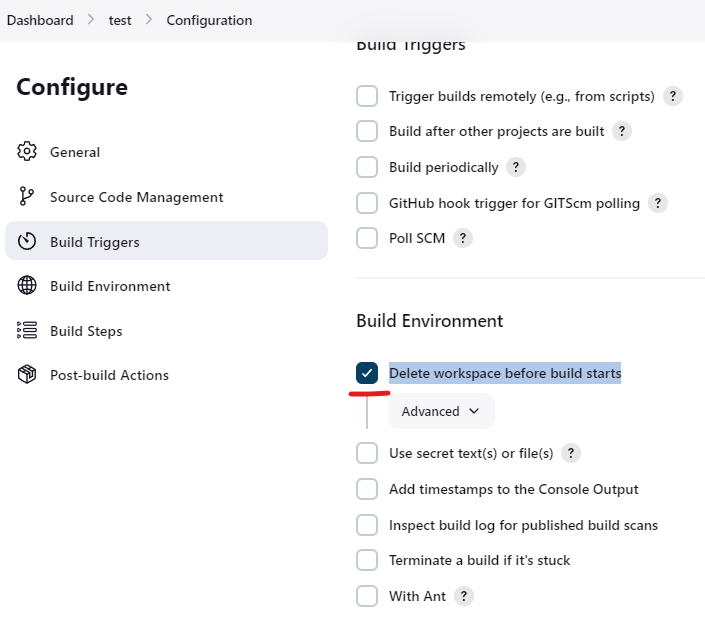 Dashboard > test > Configuration
Configure
General
Source Code Management
Build Triggers
Build Environment
Build Steps
Post-build Actions
Build Triggers
Trigger builds remotely (e.g., from scripts) ?
Build after other projects are built ?
Build periodically ?
GitHub hook trigger for GITScm polling ?
Poll SCM ?
Build Environment
Delete workspace before build starts
Advanced
Use secret text(s) or file(s) ?
Add timestamps to the Console Output
Inspect build log for published build scans
Terminate a build if it's stuck
With Ant ?